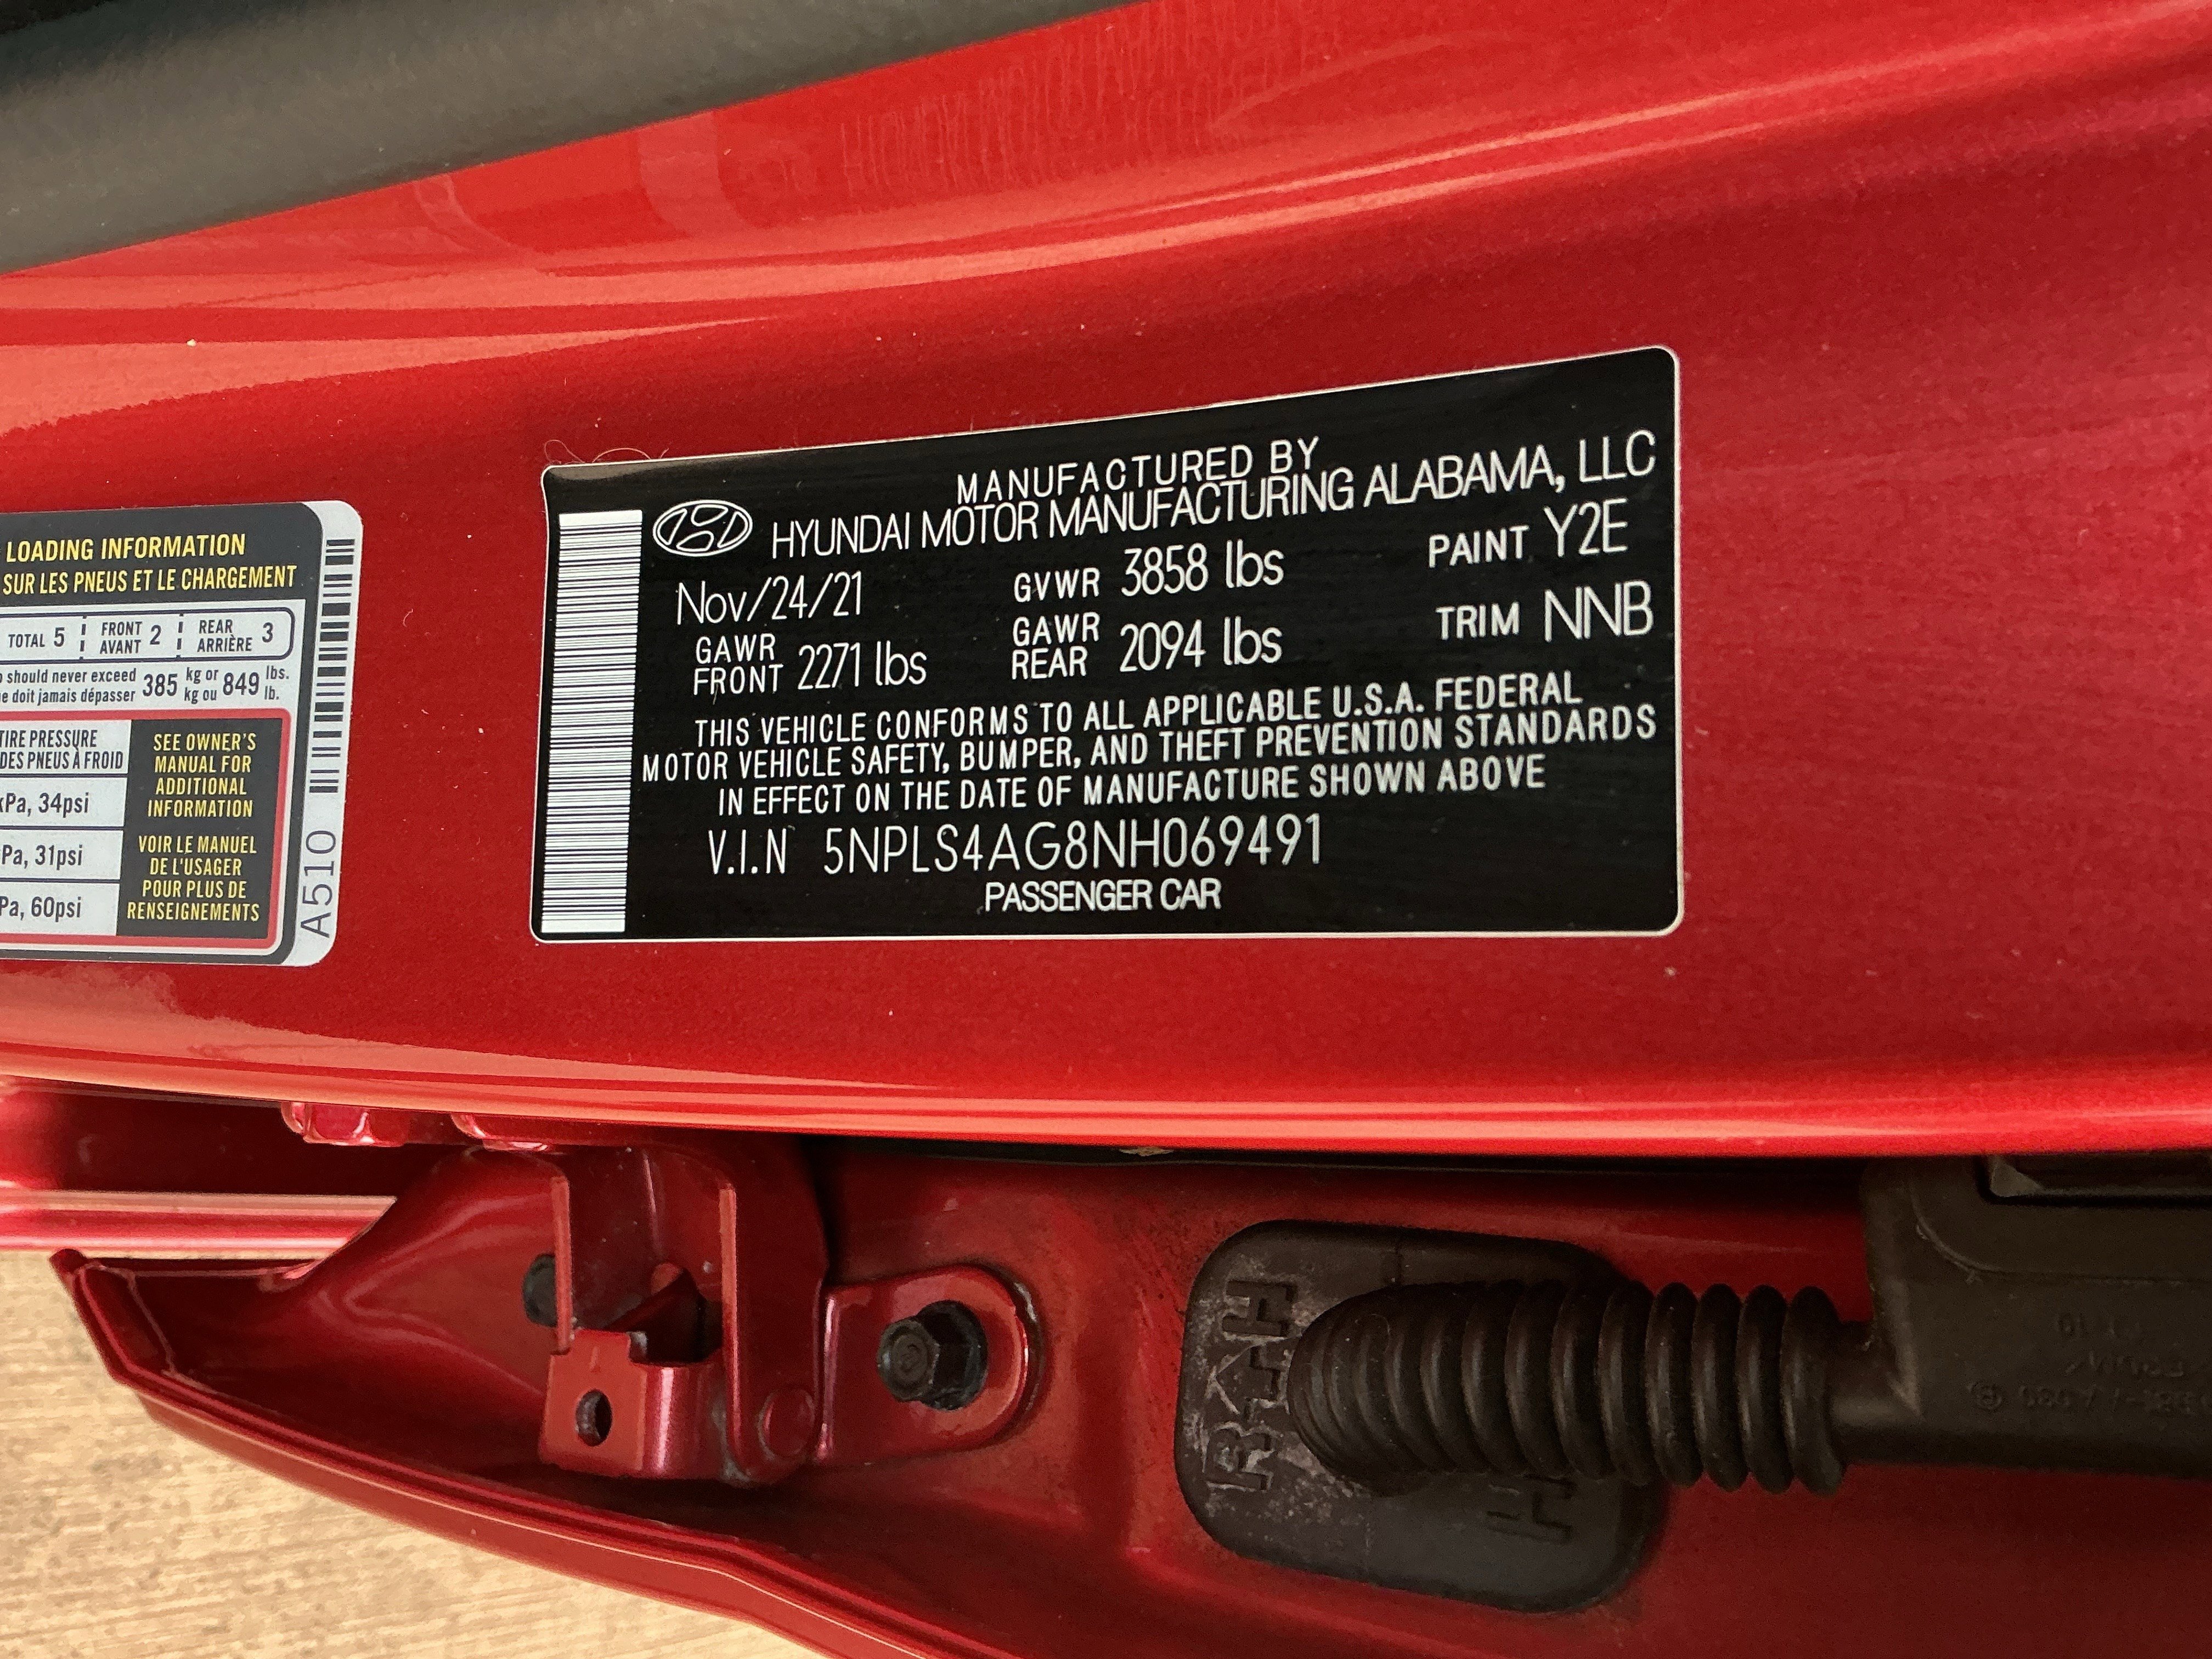 LOADING INFORMATION
SUR LES PNEUS ET LE CHARGEMENT
TOTAL 5 FRONT AVANT 2 REAR ARRIÈRE 3
should never exceed 385 kg or 849 lbs.
doit jamais dépasser kg ou lb.
TIRE PRESSURE
DES PNEUS À FROID
kPa, 34psi
Pa, 31psi
Pa, 60psi
SEE OWNER'S
MANUAL FOR
ADDITIONAL
INFORMATION
VOIR LE MANUEL
DE L'USAGER
POUR PLUS DE
RENSEIGNEMENTS
A510
MANUFACTURED BY
HYUNDAI MOTOR MANUFACTURING ALABAMA, LLC
Nov/24/21 GVWR 3858 lbs PAINT Y2E
GAWR FRONT 2271 lbs GAWR REAR 2094 lbs TRIM NNB
THIS VEHICLE CONFORMS TO ALL APPLICABLE U.S.A. FEDERAL
MOTOR VEHICLE SAFETY, BUMPER, AND THEFT PREVENTION STANDARDS
IN EFFECT ON THE DATE OF MANUFACTURE SHOWN ABOVE
V.I.N 5NPLS4AG8NH069491
PASSENGER CAR